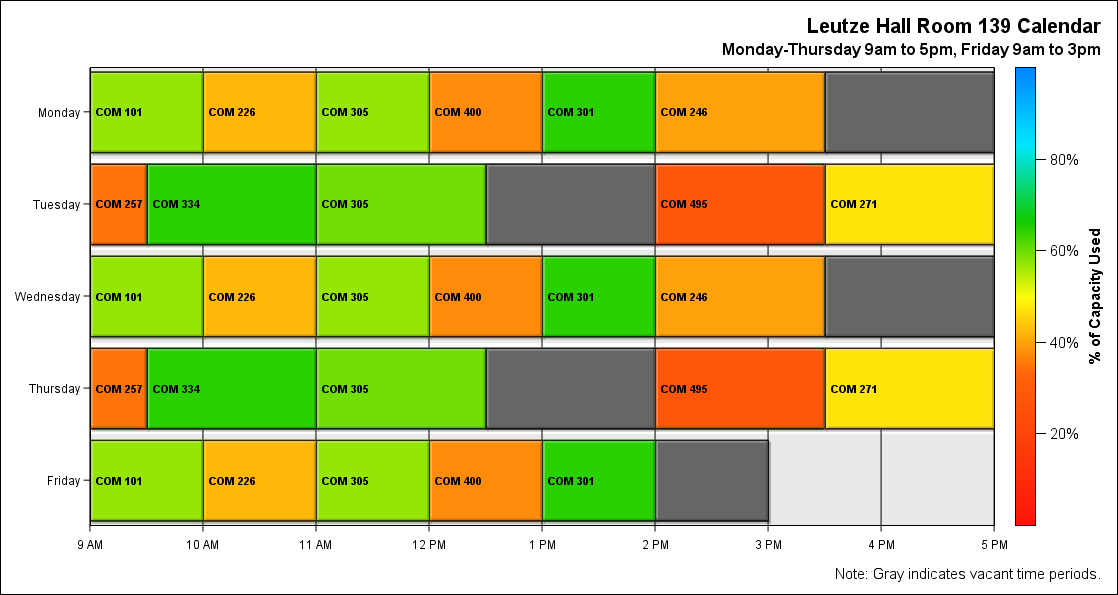 Leutze Hall Room 139 Calendar
Monday-Thursday 9am to 5pm, Friday 9am to 3pm
Monday
COM 101 COM 226 COM 305 COM 400 COM 301 COM 246
Tuesday
COM 257 COM 334 COM 305 COM 495 COM 271
Wednesday
COM 101 COM 226 COM 305 COM 400 COM 301 COM 246
Thursday
COM 257 COM 334 COM 305 COM 495 COM 271
Friday
COM 101 COM 226 COM 305 COM 400 COM 301
9 AM 10 AM 11 AM 12 PM 1 PM 2 PM 3 PM 4 PM 5 PM
80%
60%
40%
20%
% of Capacity Used
Note: Gray indicates vacant time periods.